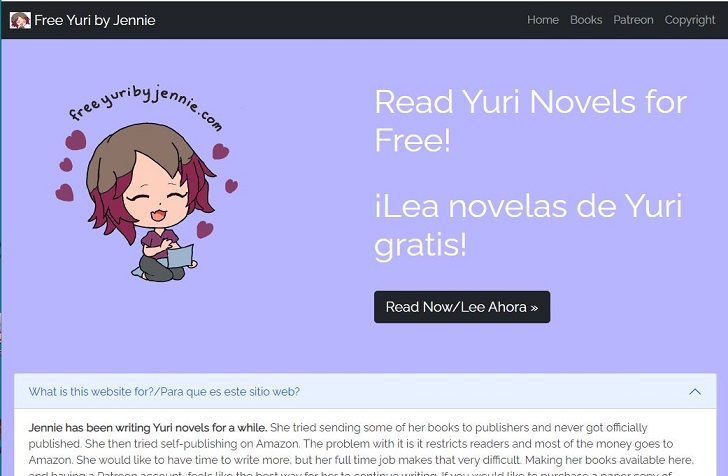 Free Yuri by Jennie
Home Books Patreon Copyright
freeyuribyjennie.com
Read Yuri Novels for
Free!
¡Lea novelas de Yuri
gratis!
Read Now/Lee Ahora »
What is this website for?/Para que es este sitio web?
Jennie has been writing Yuri novels for a while. She tried sending some of her books to publishers and never got officially
published. She then tried self-publishing on Amazon. The problem with it is it restricts readers and most of the money goes to
Amazon. She would like to have time to write more, but her full time job makes that very difficult. Making her books available here,
and having a Patreon account, feels like the best way for her to continue writing. If you would like to purchase a paper copy of